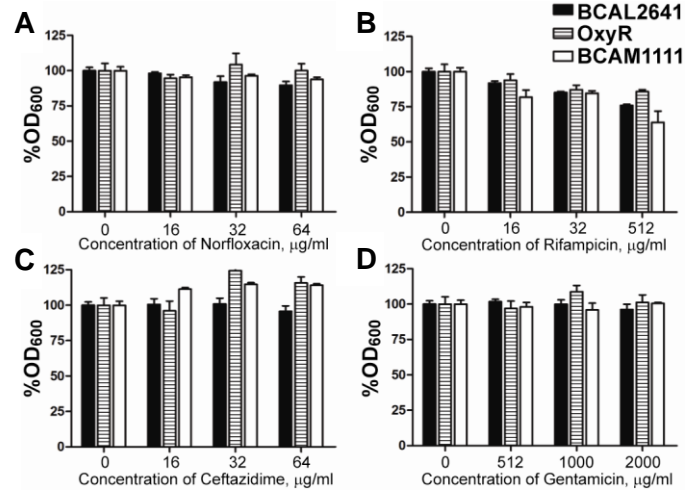 A
%OD600
125
100
75
50
25
0
0 16 32 64
Concentration of Norfloxacin, μg/ml
B
BCAL2641
OxyR
BCAM1111
%OD600
125
100
75
50
25
0
0 16 32 512
Concentration of Rifampicin, μg/ml
C
%OD600
125
100
75
50
25
0
0 16 32 64
Concentration of Ceftazidime, μg/ml
D
%OD600
125
100
75
50
25
0
0 512 1000 2000
Concentration of Gentamicin, μg/ml